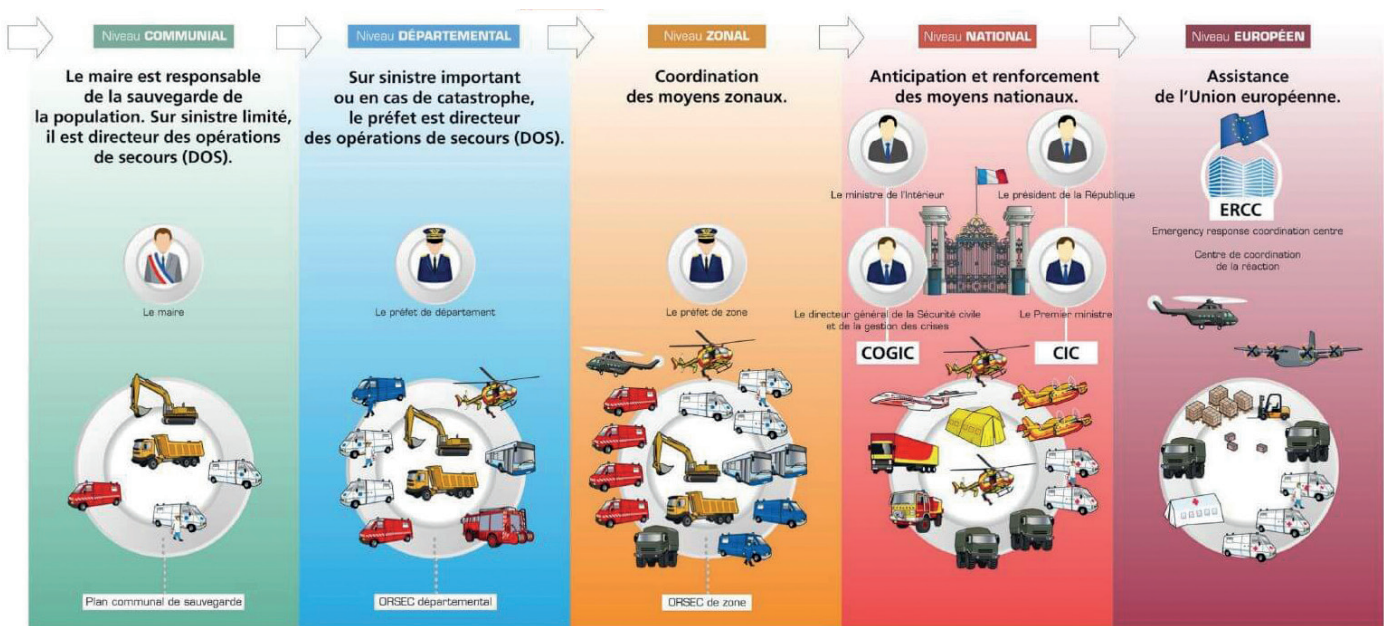 Niveau COMMUNIAL
Le maire est responsable
de la sauvegarde de
la population. Sur sinistre limité,
il est directeur des opérations
de secours (DOS).
Le maire
Plan communal de sauvegarde
Niveau DÉPARTEMENTAL
Sur sinistre important
ou en cas de catastrophe,
le préfet est directeur
des opérations de secours (DOS).
Le préfet de département
ORSEC départemental
Niveau ZONAL
Coordination
des moyens zonaux.
Le préfet de zone
ORSEC de zone
Niveau NATIONAL
Anticipation et renforcement
des moyens nationaux.
Le ministre de l'Intérieur
Le président de la République
Le directeur général de la Sécurité civile
et de la gestion des crises
Le Premier ministre
COGIC
CIC
Niveau EUROPÉEN
Assistance
de l'Union européenne.
ERCC
Emergency response coordination centre
Centre de coordination
de la réaction